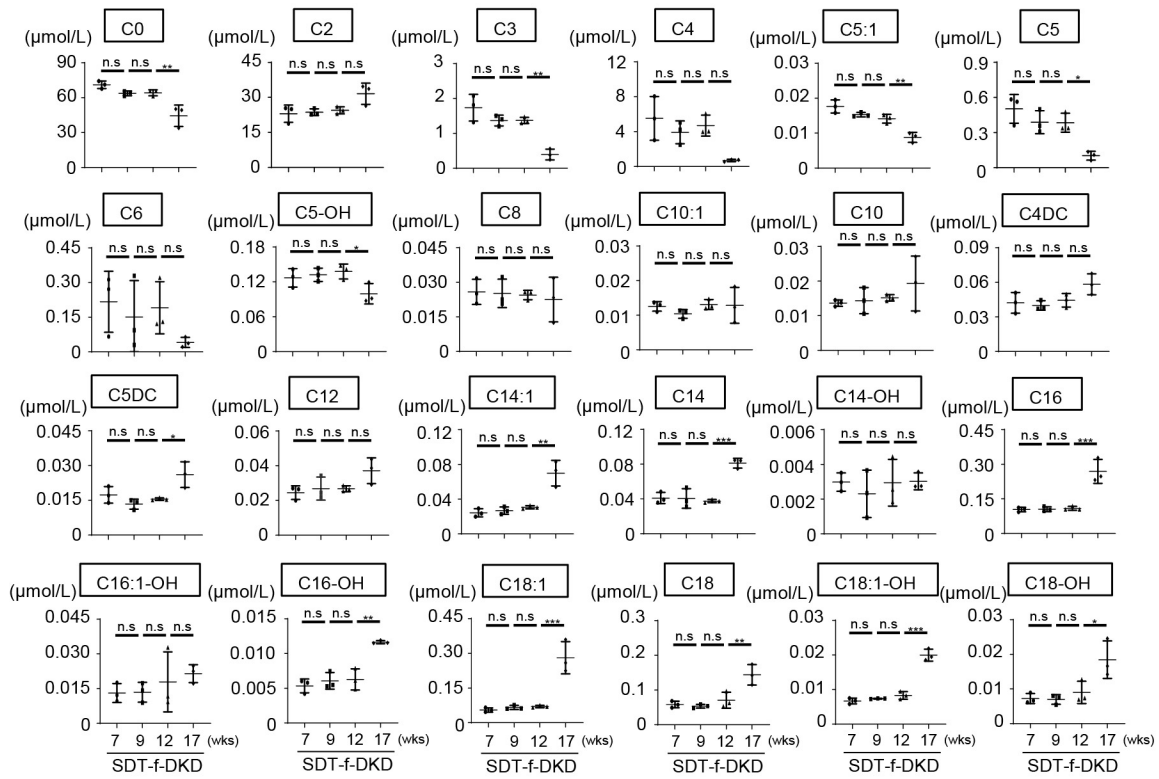 C0
(μmol/L)
n.s n.s **
90
60
30
0
C2
(μmol/L)
n.s n.s n.s
45
30
15
0
C3
(μmol/L)
n.s n.s **
3
2
1
0
C4
(μmol/L)
n.s n.s n.s
12
8
4
0
C5:1
(μmol/L)
n.s n.s **
0.03
0.02
0.01
0
C5
(μmol/L)
n.s n.s *
0.9
0.6
0.3
0
C6
(μmol/L)
n.s n.s n.s
0.45
0.30
0.15
0
C5-OH
(μmol/L)
n.s n.s *
0.18
0.12
0.06
0
C8
(μmol/L)
n.s n.s n.s
0.045
0.030
0.015
0
C10:1
(μmol/L)
n.s n.s n.s
0.03
0.02
0.01
0
C10
(μmol/L)
n.s n.s n.s
0.03
0.02
0.01
0
C4DC
(μmol/L)
n.s n.s n.s
0.09
0.06
0.03
0
C5DC
(μmol/L)
n.s n.s *
0.045
0.030
0.015
0
C12
(μmol/L)
n.s n.s n.s
0.06
0.04
0.02
0
C14:1
(μmol/L)
n.s n.s **
0.12
0.08
0.04
0
C14
(μmol/L)
n.s n.s ***
0.12
0.08
0.04
0
C14-OH
(μmol/L)
n.s n.s n.s
0.006
0.004
0.002
0
C16
(μmol/L)
n.s n.s ***
0.45
0.30
0.15
0
C16:1-OH
(μmol/L)
n.s n.s n.s
0.045
0.030
0.015
0
7 9 12 17 (wks)
SDT-f-DKD
C16-OH
(μmol/L)
n.s n.s **
0.015
0.010
0.005
0
7 9 12 17 (wks)
SDT-f-DKD
C18:1
(μmol/L)
n.s n.s ***
0.45
0.30
0.15
0
7 9 12 17 (wks)
SDT-f-DKD
C18
(μmol/L)
n.s n.s **
0.3
0.2
0.1
0
7 9 12 17 (wks)
SDT-f-DKD
C18:1-OH
(μmol/L)
n.s n.s ***
0.03
0.02
0.01
0
7 9 12 17 (wks)
SDT-f-DKD
C18-OH
(μmol/L)
n.s n.s *
0.03
0.02
0.01
0
7 9 12 17 (wks)
SDT-f-DKD